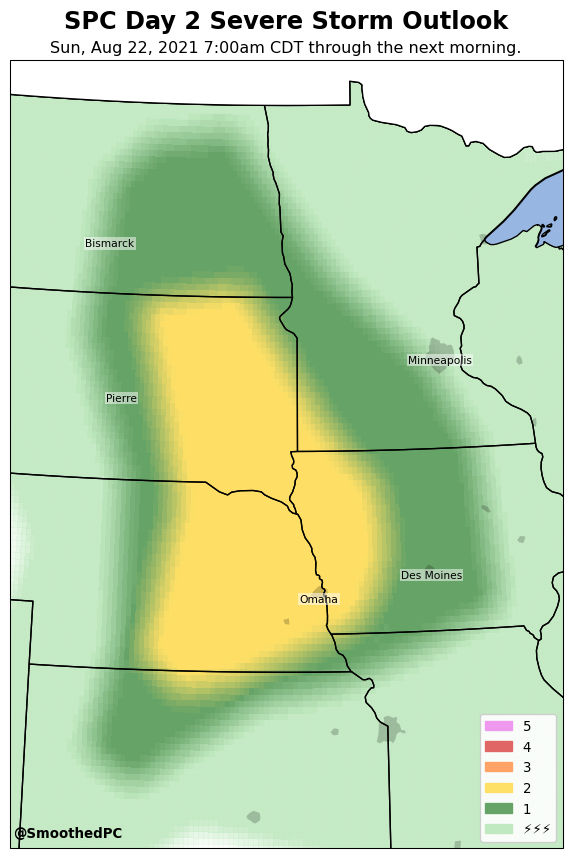 SPC Day 2 Severe Storm Outlook
Sun, Aug 22, 2021 7:00am CDT through the next morning.
Bismarck
Minneapolis
Pierre
Des Moines
Omaha
5
4
3
2
1
⚡⚡⚡
@SmoothedPC